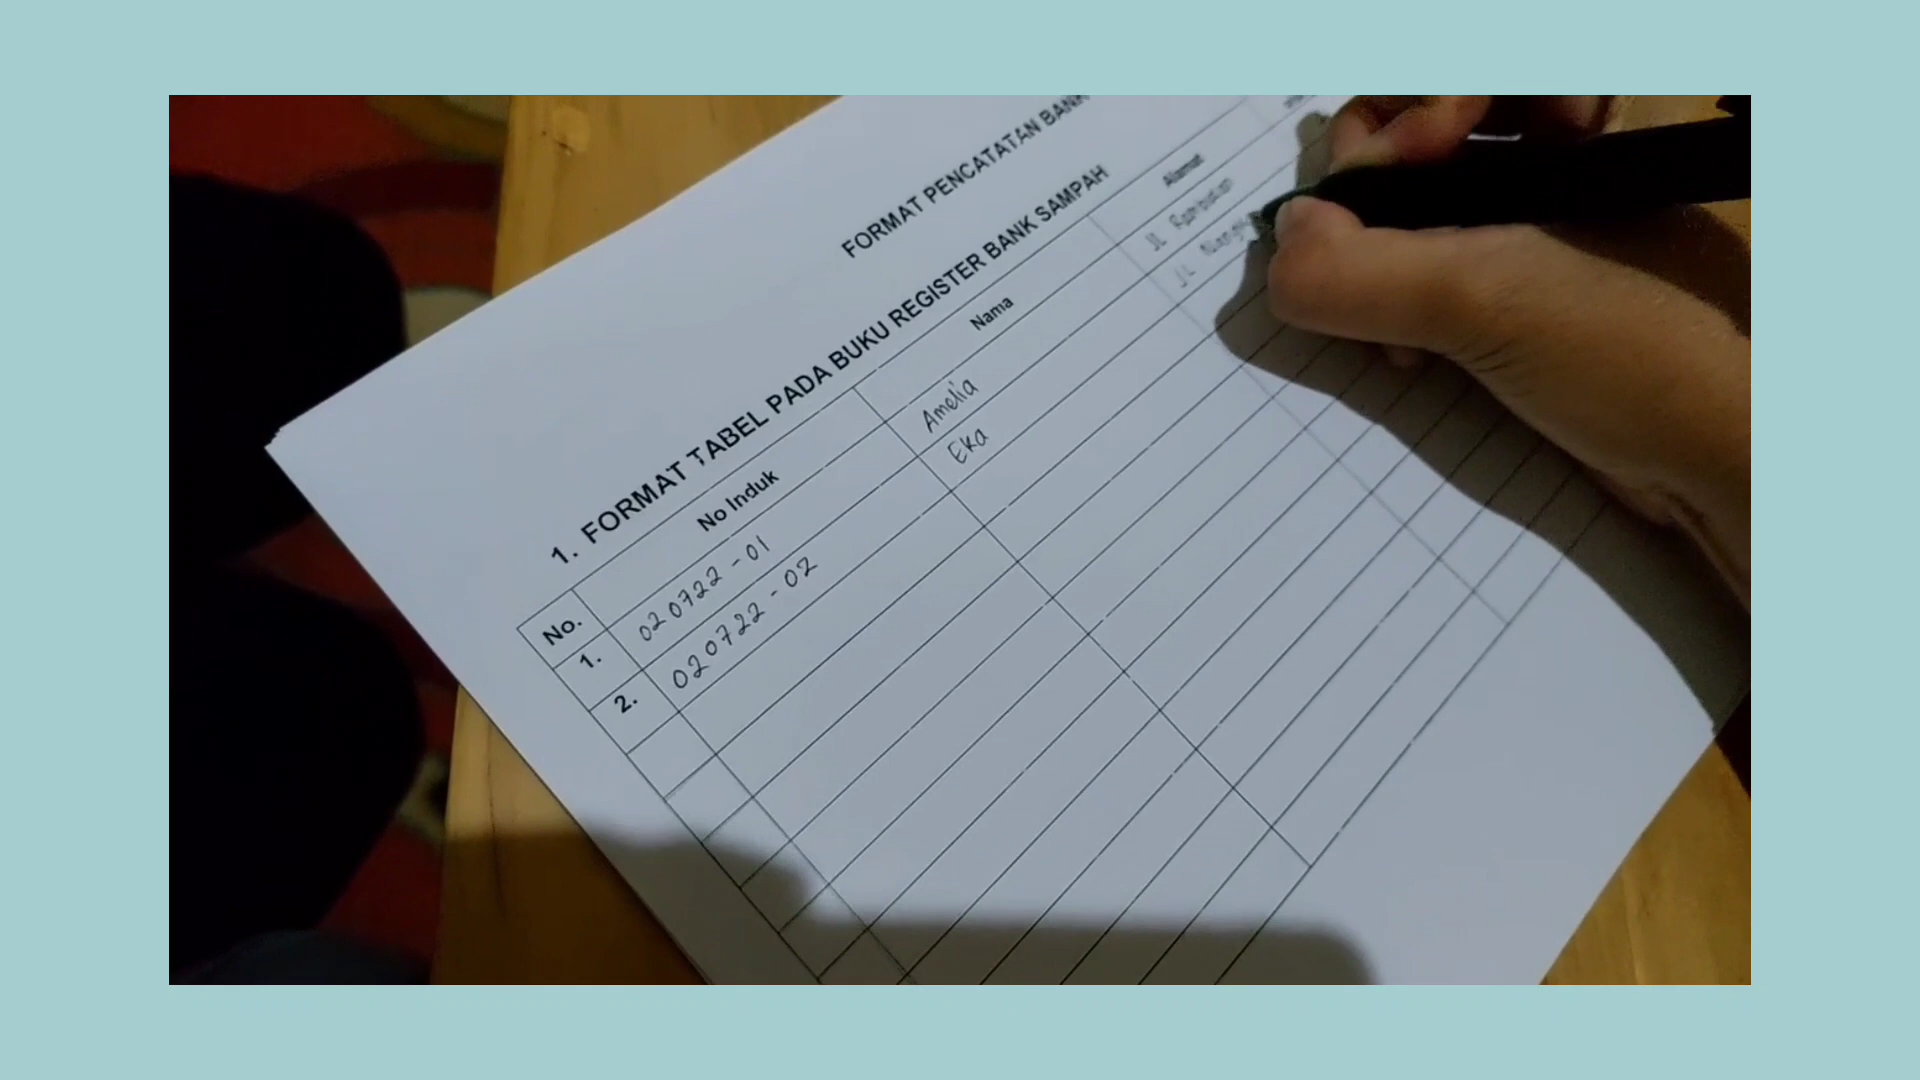 FORMAT PENCATATAN BANK
1. FORMAT TABEL PADA BUKU REGISTER BANK SAMPAH
No. No Induk Nama Alamat
1. 020722 - 01 Amelia JL
2. 020722 - 02 Eka JL